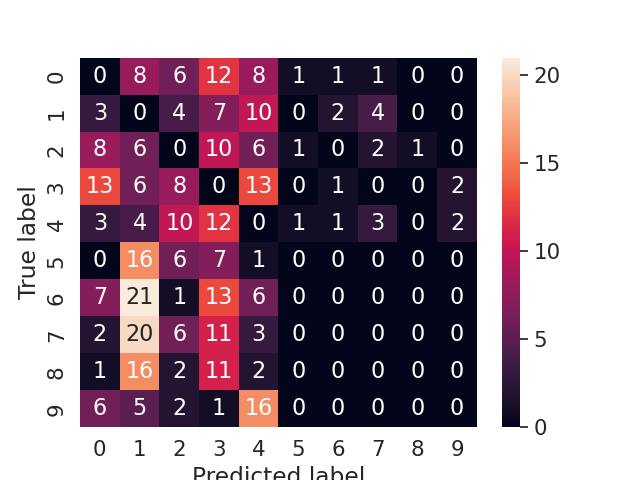 0 0 8 6 12 8 1 1 1 0 0
1 3 0 4 7 10 0 2 4 0 0
2 8 6 0 10 6 1 0 2 1 0
3 13 6 8 0 13 0 1 0 0 2
4 3 4 10 12 0 1 1 3 0 2
5 0 16 6 7 1 0 0 0 0 0
6 7 21 1 13 6 0 0 0 0 0
7 2 20 6 11 3 0 0 0 0 0
8 1 16 2 11 2 0 0 0 0 0
9 6 5 2 1 16 0 0 0 0 0
0 1 2 3 4 5 6 7 8 9
Predicted label
True label
20
15
10
5
0